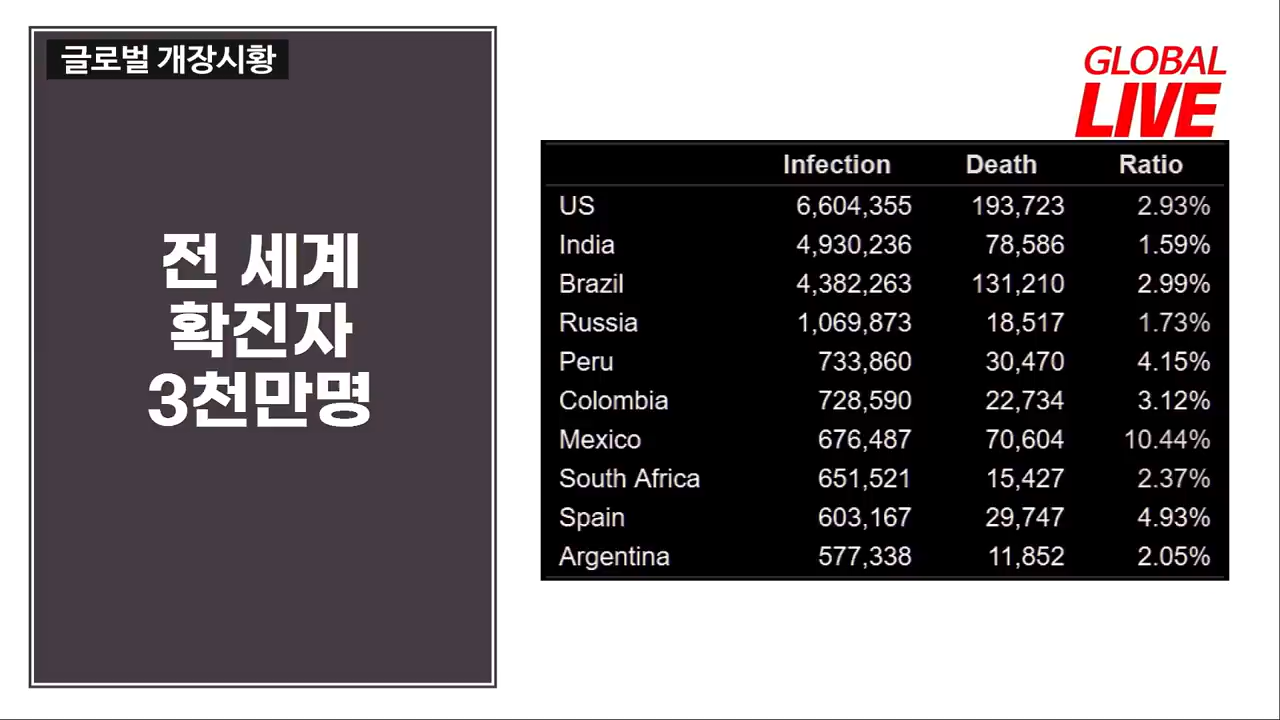 글로벌 개장시황
전 세계
확진자
3천만명
GLOBAL
LIVE
Infection Death Ratio
US 6,604,355 193,723 2.93%
India 4,930,236 78,586 1.59%
Brazil 4,382,263 131,210 2.99%
Russia 1,069,873 18,517 1.73%
Peru 733,860 30,470 4.15%
Colombia 728,590 22,734 3.12%
Mexico 676,487 70,604 10.44%
South Africa 651,521 15,427 2.37%
Spain 603,167 29,747 4.93%
Argentina 577,338 11,852 2.05%